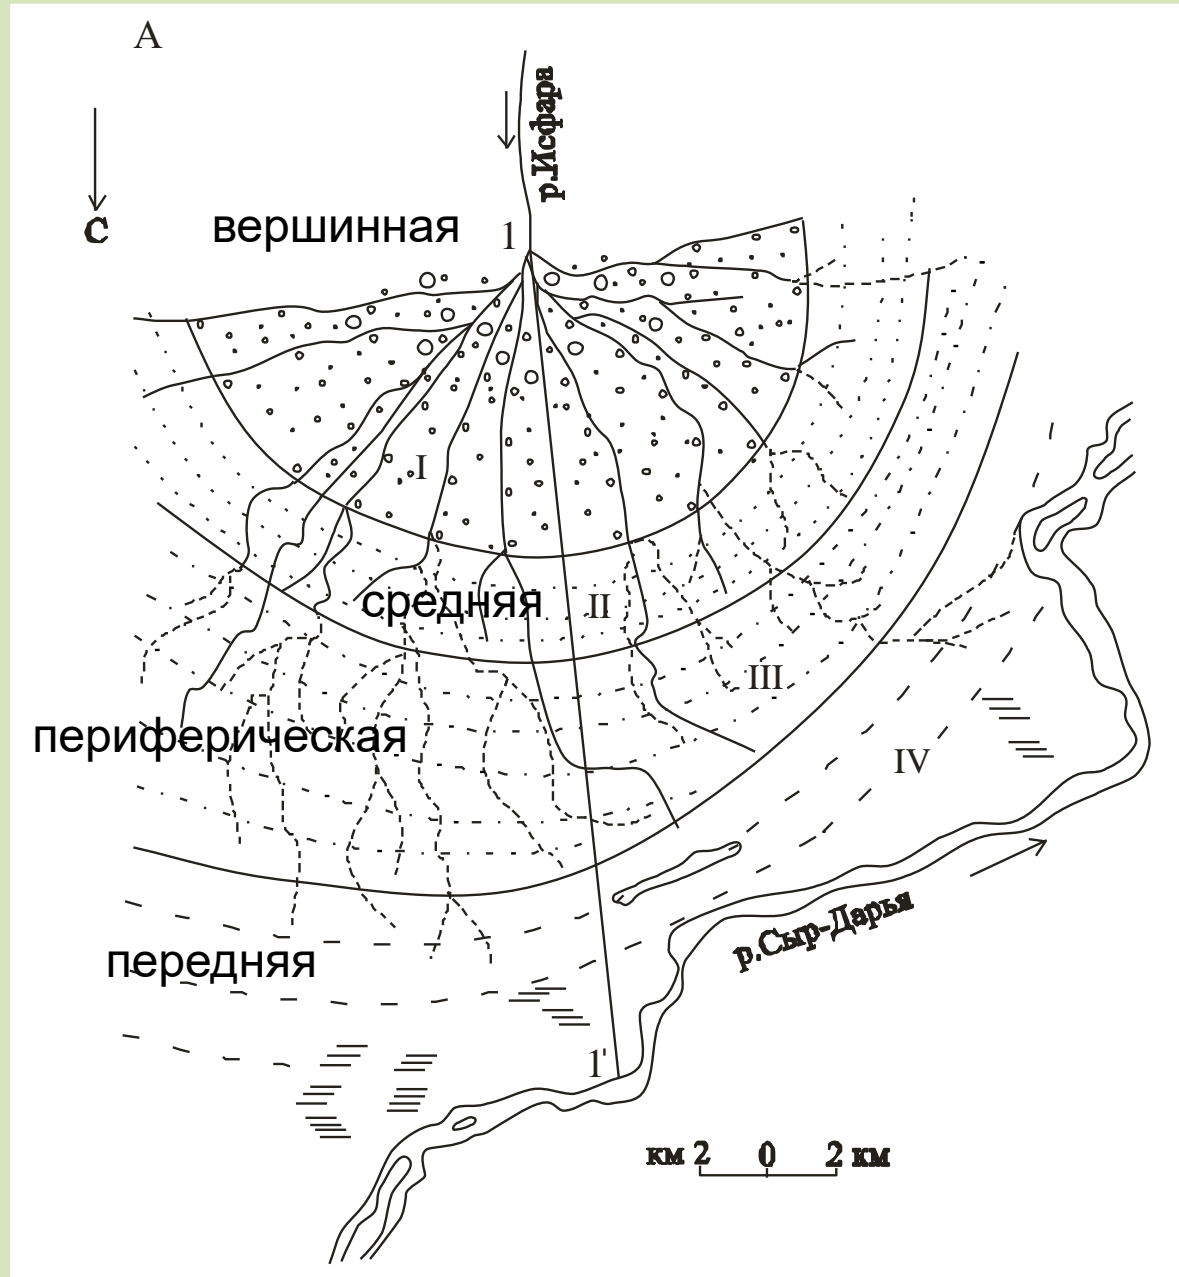 А
р.Исфара
С
вершинная
1
I
средняя
II
III
периферическая
IV
передняя
р.Сыр-Дарья
1'
км 2 0 2 км